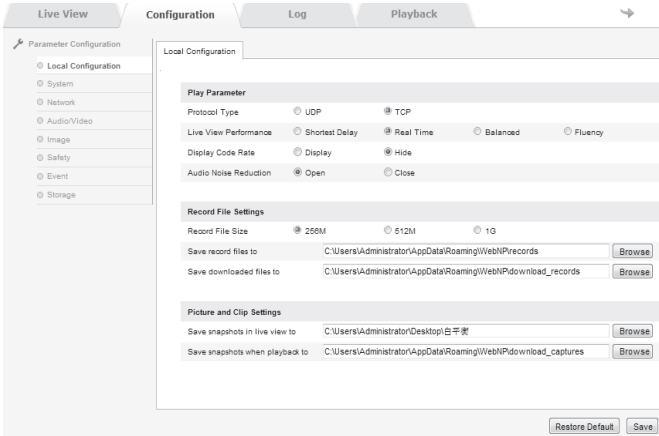 Live View Configuration Log Playback
Parameter Configuration
Local Configuration
System
Network
Audio/Video
Image
Safety
Event
Storage
Local Configuration
Play Parameter
Protocol Type UDP TCP
Live View Performance Shortest Delay Real Time Balanced Fluency
Display Code Rate Display Hide
Audio Noise Reduction Open Close
Record File Settings
Record File Size 256M 512M 1G
Save record files to C:\Users\Administrator\AppData\Roaming\WebNP\records Browse
Save downloaded files to C:\Users\Administrator\AppData\Roaming\WebNP\download_records Browse
Picture and Clip Settings
Save snapshots in live view to C:\Users\Administrator\Desktop\白平衡 Browse
Save snapshots when playback to C:\Users\Administrator\AppData\Roaming\WebNP\download_captures Browse
Restore Default Save